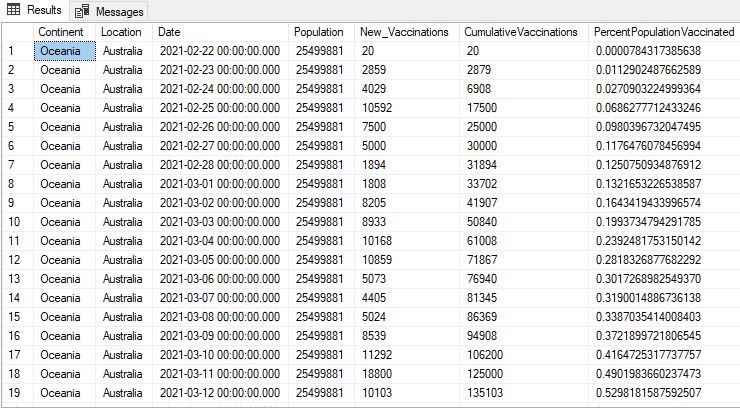 Results Messages
Continent Location Date Population New_Vaccinations CumulativeVaccinations PercentPopulationVaccinated
1 Oceania Australia 2021-02-22 00:00:00.000 25499881 20 20 0.0000784317385638
2 Oceania Australia 2021-02-23 00:00:00.000 25499881 2859 2879 0.0112902487662589
3 Oceania Australia 2021-02-24 00:00:00.000 25499881 4029 6908 0.0270903224999364
4 Oceania Australia 2021-02-25 00:00:00.000 25499881 10592 17500 0.0686277712433246
5 Oceania Australia 2021-02-26 00:00:00.000 25499881 7500 25000 0.0980396732047495
6 Oceania Australia 2021-02-27 00:00:00.000 25499881 5000 30000 0.1176476078456994
7 Oceania Australia 2021-02-28 00:00:00.000 25499881 1894 31894 0.1250750934876912
8 Oceania Australia 2021-03-01 00:00:00.000 25499881 1808 33702 0.1321653226538587
9 Oceania Australia 2021-03-02 00:00:00.000 25499881 8205 41907 0.1643419433996574
10 Oceania Australia 2021-03-03 00:00:00.000 25499881 8933 50840 0.1993734794291785
11 Oceania Australia 2021-03-04 00:00:00.000 25499881 10168 61008 0.2392481753150142
12 Oceania Australia 2021-03-05 00:00:00.000 25499881 10859 71867 0.2818326877682292
13 Oceania Australia 2021-03-06 00:00:00.000 25499881 5073 76940 0.3017268982549370
14 Oceania Australia 2021-03-07 00:00:00.000 25499881 4405 81345 0.3190014886736138
15 Oceania Australia 2021-03-08 00:00:00.000 25499881 5024 86369 0.3387035414008403
16 Oceania Australia 2021-03-09 00:00:00.000 25499881 8539 94908 0.3721899721806545
17 Oceania Australia 2021-03-10 00:00:00.000 25499881 11292 106200 0.4164725317737757
18 Oceania Australia 2021-03-11 00:00:00.000 25499881 18800 125000 0.4901983660237473
19 Oceania Australia 2021-03-12 00:00:00.000 25499881 10103 135103 0.5298181587592507